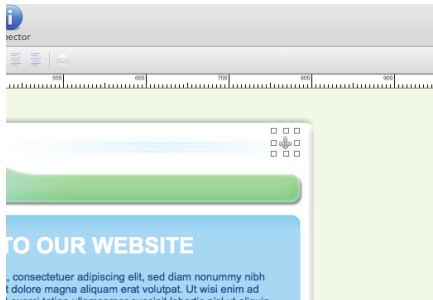 pector
500 600 700 800 900
TO OUR WEBSITE
, consectetuer adipiscing elit, sed diam nonummy nibh
t dolore magna aliquam erat volutpat. Ut wisi enim ad